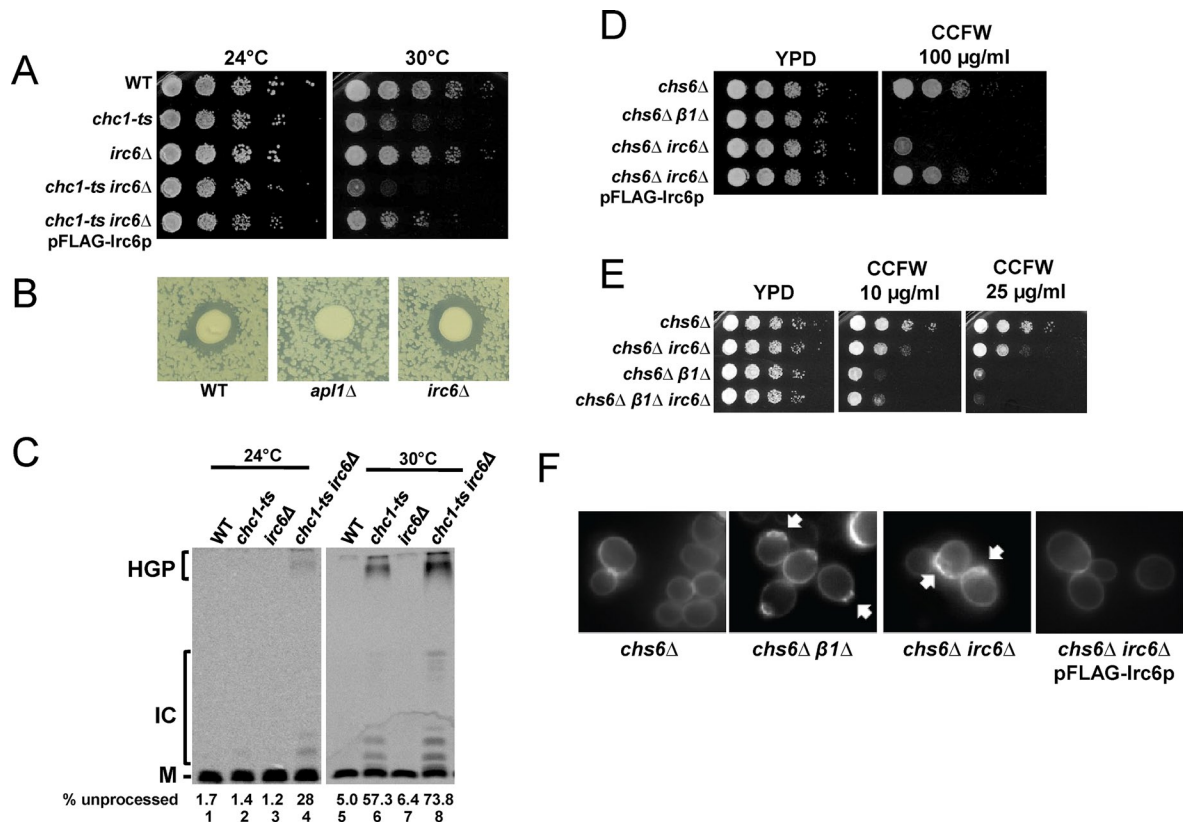 A
24°C
30°C
WT
chc1-ts
irc6Δ
chc1-ts irc6Δ
chc1-ts irc6Δ
pFLAG-Irc6p
B
WT
apl1Δ
irc6Δ
C
24°C
30°C
WT
chc1-ts
irc6Δ
chc1-ts irc6Δ
WT
chc1-ts
irc6Δ
chc1-ts irc6Δ
HGP
IC
M
% unprocessed 1.7 1.4 1.2 28 5.0 57.3 6.4 73.8
1 2 3 4 5 6 7 8
D
YPD
CCFW
100 µg/ml
chs6Δ
chs6Δ β1Δ
chs6Δ irc6Δ
chs6Δ irc6Δ
pFLAG-Irc6p
E
YPD
CCFW
10 µg/ml
CCFW
25 µg/ml
chs6Δ
chs6Δ irc6Δ
chs6Δ β1Δ
chs6Δ β1Δ irc6Δ
F
chs6Δ
chs6Δ β1Δ
chs6Δ irc6Δ
chs6Δ irc6Δ
pFLAG-Irc6p